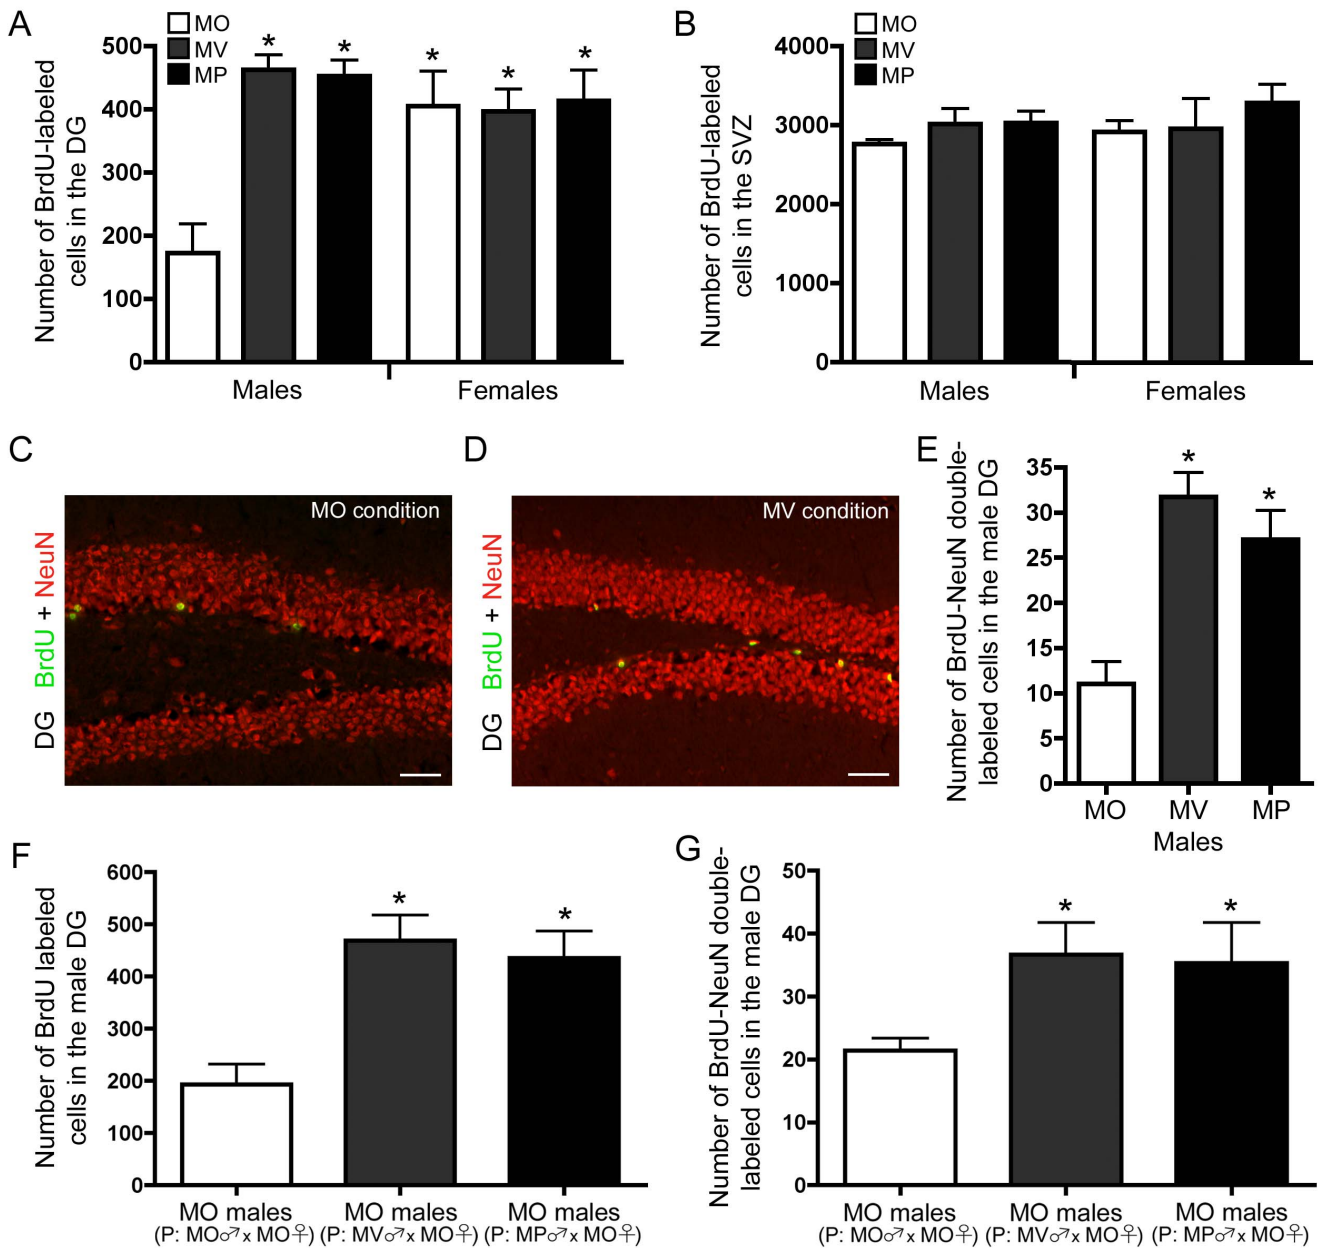 A
MO
MV
MP
Number of BrdU-labeled
cells in the DG
500
400
300
200
100
0
* * * * *
Males Females
B
MO
MV
MP
Number of BrdU-labeled
cells in the SVZ
4000
3000
2000
1000
0
Males Females
C
DG BrdU + NeuN
MO condition
D
DG BrdU + NeuN
MV condition
E
Number of BrdU-NeuN double-
labeled cells in the male DG
35
30
25
20
15
10
5
0
* *
MO MV MP
Males
F
Number of BrdU labeled
cells in the male DG
600
500
400
300
200
100
0
* *
MO males MO males MO males
(P: MO♂x MO♀) (P: MV♂x MO♀) (P: MP♂x MO♀)
G
Number of BrdU-NeuN double-
labeled cells in the male DG
50
40
30
20
10
0
* *
MO males MO males MO males
(P: MO♂x MO♀) (P: MV♂x MO♀) (P: MP♂x MO♀)